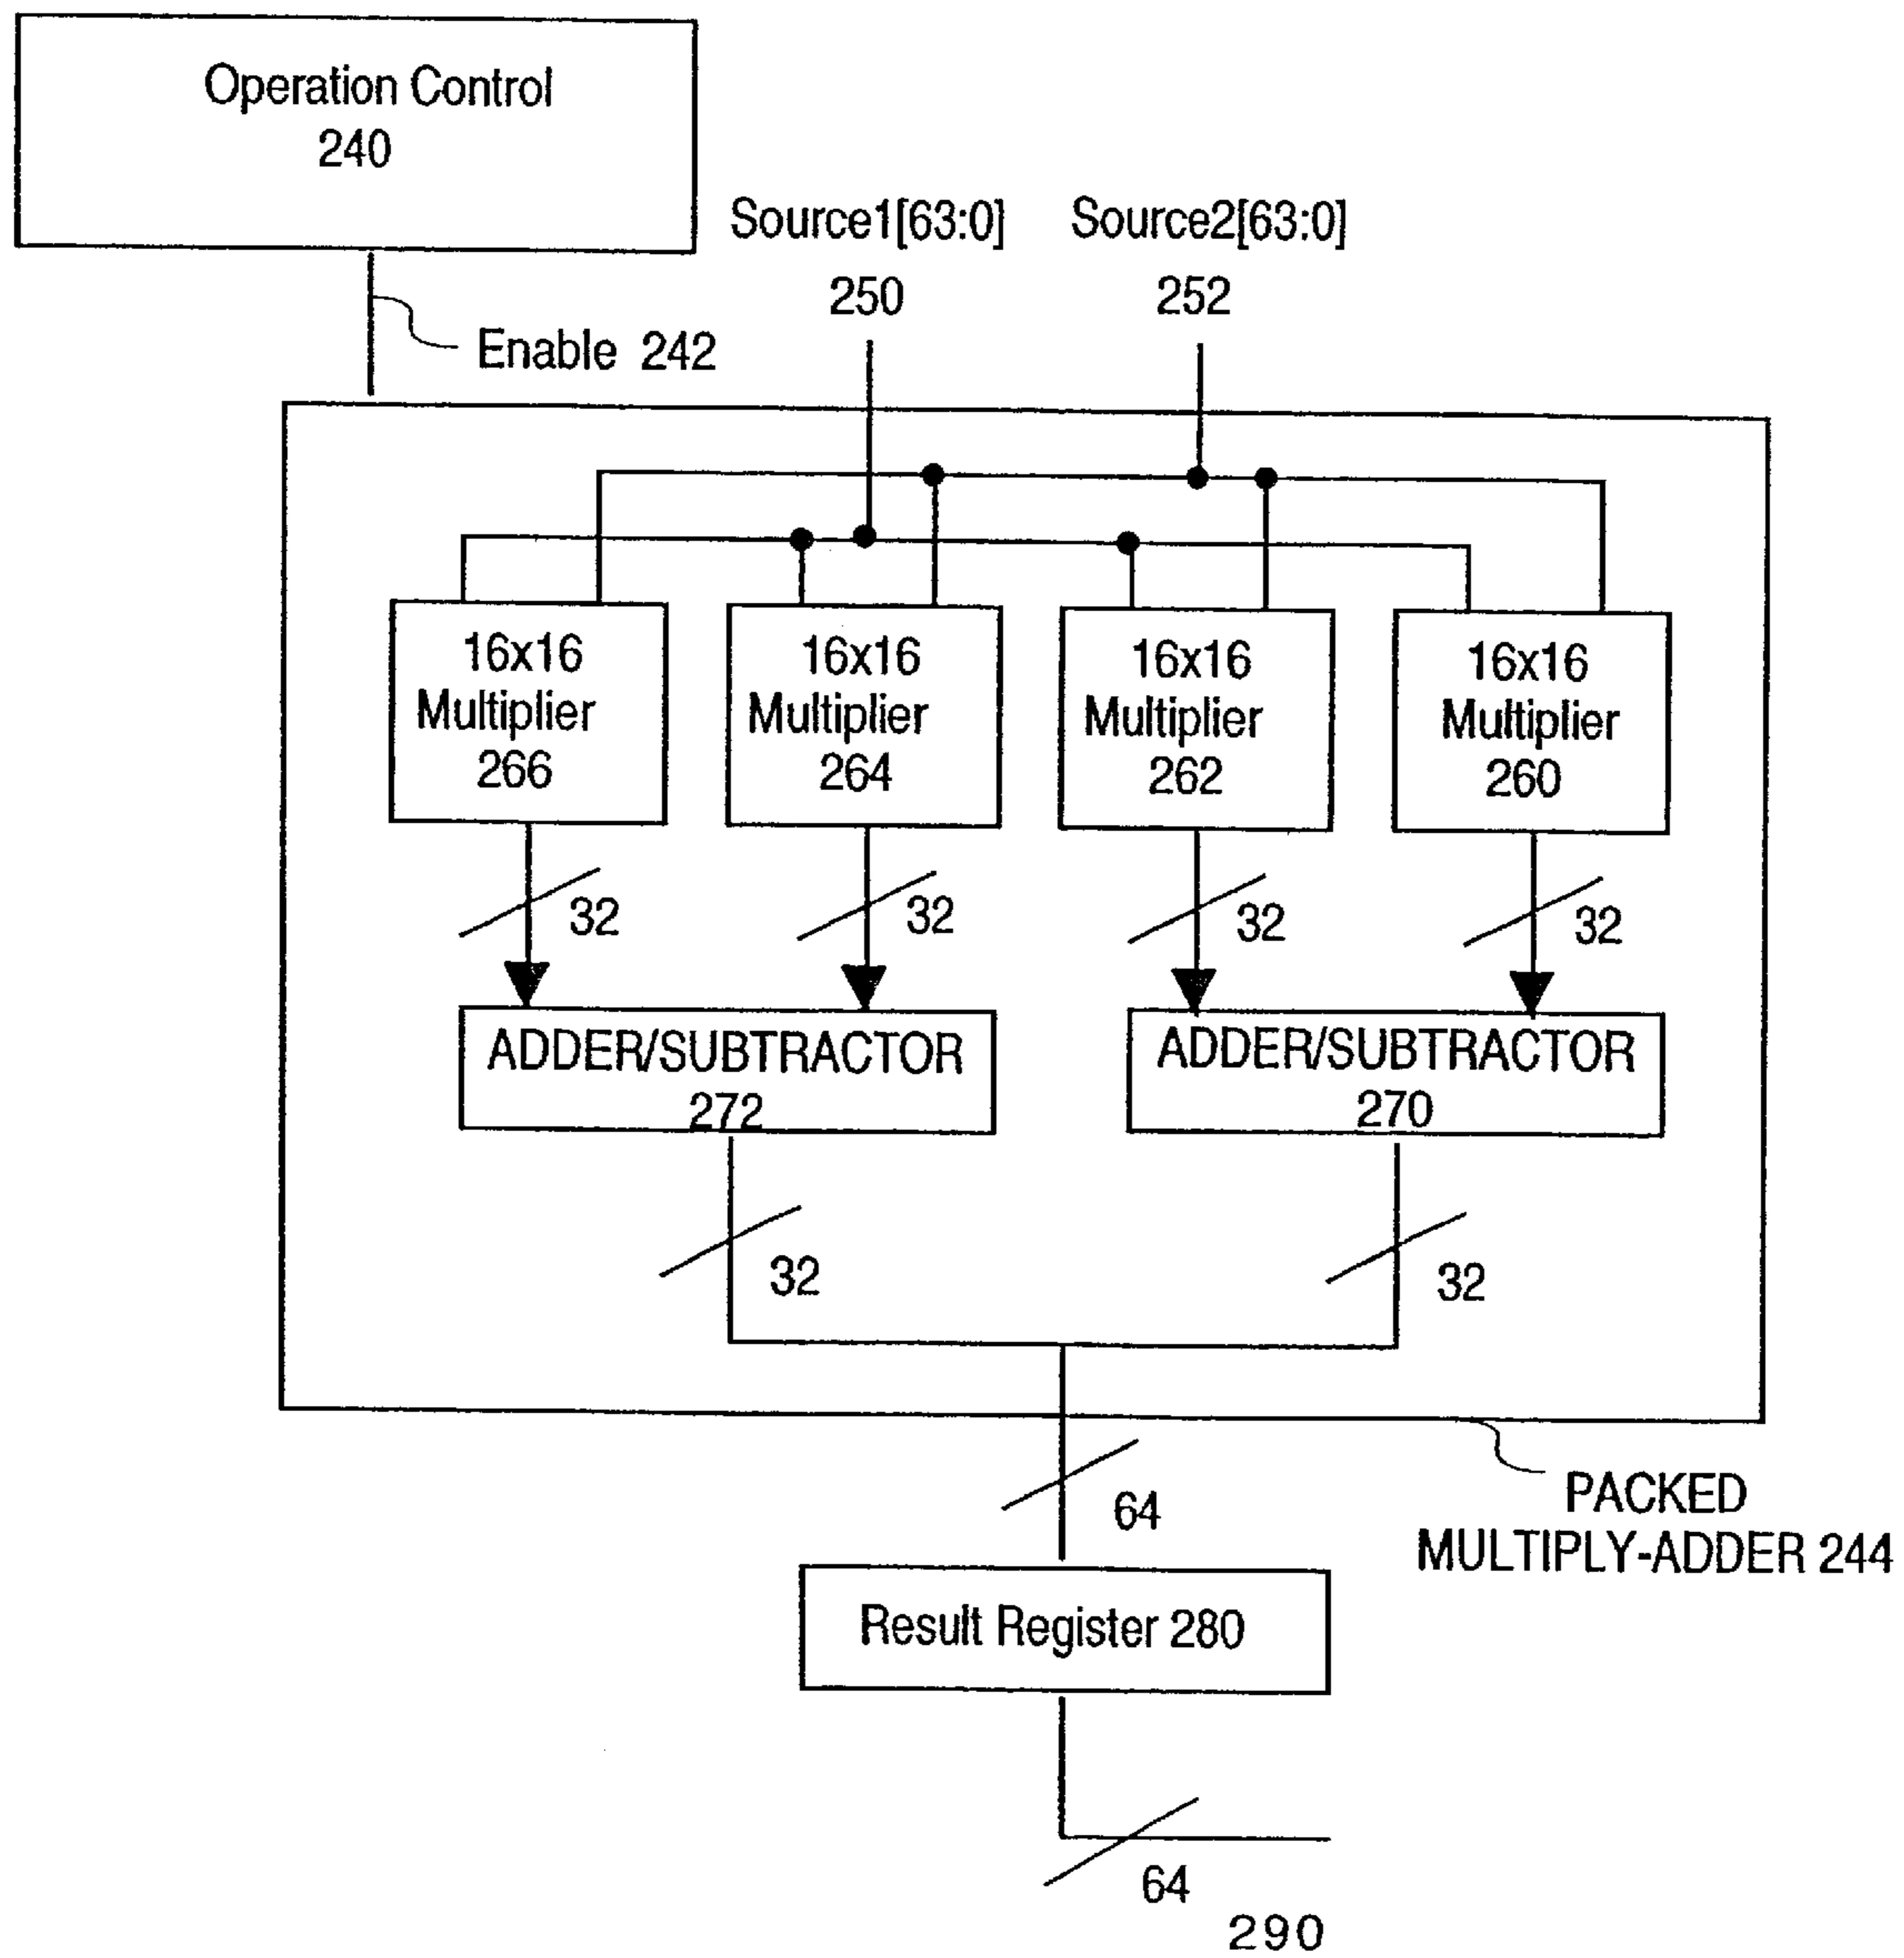 Operation Control
240
Source1[63:0]
250
Source2[63:0]
252
Enable 242
16x16
Multiplier
266
16x16
Multiplier
264
16x16
Multiplier
262
16x16
Multiplier
260
32
32
32
32
ADDER/SUBTRACTOR
272
ADDER/SUBTRACTOR
270
32
32
64
PACKED
MULTIPLY-ADDER 244
Result Register 280
64
290